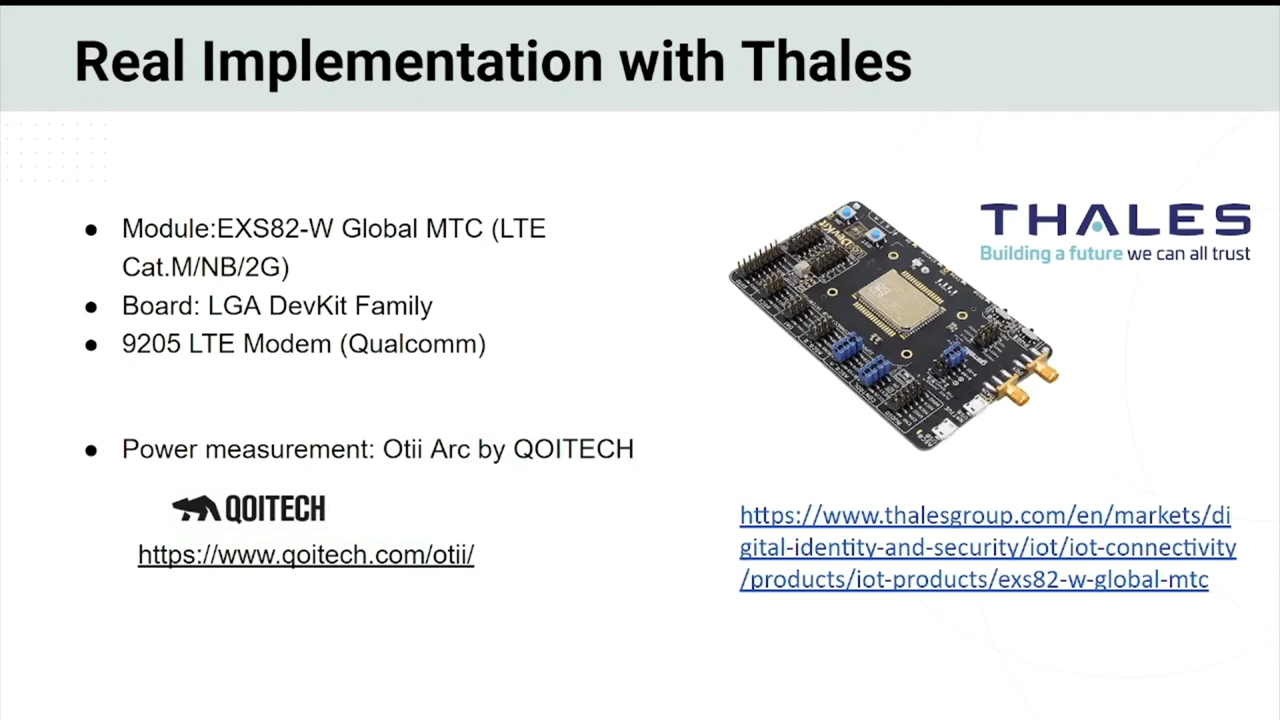 Real Implementation with Thales
● Module:EXS82-W Global MTC (LTE
Cat.M/NB/2G)
● Board: LGA DevKit Family
● 9205 LTE Modem (Qualcomm)
● Power measurement: Otii Arc by QOITECH
QOITECH
https://www.qoitech.com/otii/
THALES
Building a future we can all trust
https://www.thalesgroup.com/en/markets/di
gital-identity-and-security/iot/iot-connectivity
/products/iot-products/exs82-w-global-mtc